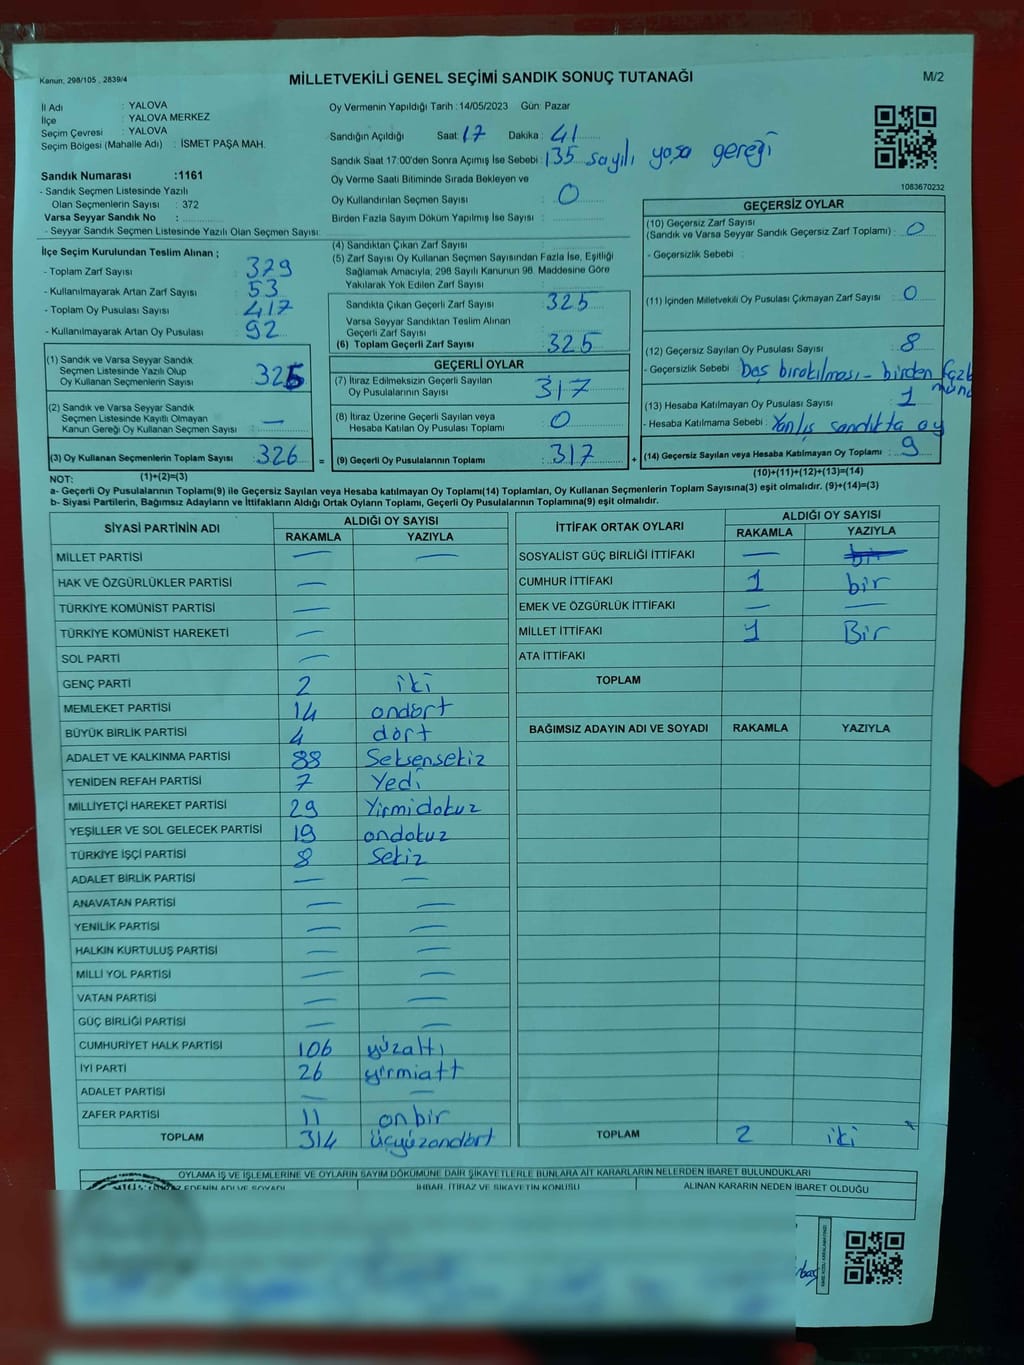 Kanun, 298/105 , 2839/4
MİLLETVEKİLİ GENEL SEÇİMİ SANDIK SONUÇ TUTANAĞI
M/2
İl Adı : YALOVA
İlçe : YALOVA MERKEZ
Seçim Çevresi : YALOVA
Seçim Bölgesi (Mahalle Adı) : İSMET PAŞA MAH.
Oy Vermenin Yapıldığı Tarih :14/05/2023 Gün: Pazar
Sandığın Açıldığı Saat: 17 Dakika : 41
Sandık Saat 17:00'den Sonra Açımış İse Sebebi : 135 sayılı yasa gereği
Oy Verme Saati Bitiminde Sırada Bekleyen ve
Oy Kullandırılan Seçmen Sayısı : 0
Birden Fazla Sayım Döküm Yapılmış İse Sayısı :
1083670232
Sandık Numarası :1161
- Sandık Seçmen Listesinde Yazılı
Olan Seçmenlerin Sayısı : 372
Varsa Seyyar Sandık No :
- Seyyar Sandık Seçmen Listesinde Yazılı Olan Seçmen Sayısı:
İlçe Seçim Kurulundan Teslim Alınan ;
- Toplam Zarf Sayısı : 379
- Kullanılmayarak Artan Zarf Sayısı : 53
- Toplam Oy Pusulası Sayısı : 417
- Kullanılmayarak Artan Oy Pusulası : 92
(1) Sandık ve Varsa Seyyar Sandık
Seçmen Listesinde Yazılı Olup
Oy Kullanan Seçmenlerin Sayısı :
(2) Sandık ve Varsa Seyyar Sandık
Seçmen Listesinde Kayıtlı Olmayan
Kanun Gereği Oy Kullanan Seçmen Sayısı : —
(3) Oy Kullanan Seçmenlerin Toplam Sayısı : 326 =
(1)+(2)=(3)
(4) Sandıktan Çıkan Zarf Sayısı :
(5) Zarf Sayısı Oy Kullanan Seçmen Sayısından Fazla İse, Eşitliği
Sağlamak Amacıyla, 298 Sayılı Kanunun 98. Maddesine Göre
Yakılarak Yok Edilen Zarf Sayısı :
Sandıkta Çıkan Geçerli Zarf Sayısı : 325
Varsa Seyyar Sandıktan Teslim Alınan
Geçerli Zarf Sayısı :
(6) Toplam Geçerli Zarf Sayısı : 325
GEÇERLİ OYLAR
(7) İtiraz Edilmeksizin Geçerli Sayılan
Oy Pusulalarının Sayısı : 317
(8) İtiraz Üzerine Geçerli Sayılan veya
Hesaba Katılan Oy Pusulası Toplamı : 0
(9) Geçerli Oy Pusulalarının Toplamı : 317 +
GEÇERSİZ OYLAR
(10) Geçersiz Zarf Sayısı
(Sandık ve Varsa Seyyar Sandık Geçersiz Zarf Toplamı) : 0
- Geçersizlik Sebebi :
(11) İçinden Milletvekili Oy Pusulası Çıkmayan Zarf Sayısı : 0
(12) Geçersiz Sayılan Oy Pusulası Sayısı : 8
- Geçersizlik Sebebi : boş bırakılması - birden fazla
(13) Hesaba Katılmayan Oy Pusulası Sayısı : 1
- Hesaba Katılmama Sebebi : Yanlış sandıkta oy
(14) Geçersiz Sayılan veya Hesaba Katılmayan Oy Toplamı : 9
(10)+(11)+(12)+(13)=(14)
NOT:
a- Geçerli Oy Pusulalarının Toplamı(9) ile Geçersiz Sayılan veya Hesaba katılmayan Oy Toplamı(14) Toplamları, Oy Kullanan Seçmenlerin Toplam Sayısına(3) eşit olmalıdır. (9)+(14)=(3)
b- Siyasi Partilerin, Bağımsız Adayların ve İttifakların Aldığı Ortak Oyların Toplamı, Geçerli Oy Pusulalarının Toplamına(9) eşit olmalıdır.
SİYASİ PARTİNİN ADI ALDIĞI OY SAYISI
RAKAMLA YAZIYLA
MİLLET PARTİSİ — —
HAK VE ÖZGÜRLÜKLER PARTİSİ —
TÜRKİYE KOMÜNİST PARTİSİ —
TÜRKİYE KOMÜNİST HAREKETİ —
SOL PARTİ —
GENÇ PARTİ 2 iki
MEMLEKET PARTİSİ 14 ondört
BÜYÜK BİRLİK PARTİSİ 4 dört
ADALET VE KALKINMA PARTİSİ 88 Seksensekiz
YENİDEN REFAH PARTİSİ 7 Yedi
MİLLİYETÇİ HAREKET PARTİSİ 29 Yirmidokuz
YEŞİLLER VE SOL GELECEK PARTİSİ 19 ondokuz
TÜRKİYE İŞÇİ PARTİSİ 8 Sekiz
ADALET BİRLİK PARTİSİ — —
ANAVATAN PARTİSİ — —
YENİLİK PARTİSİ — —
HALKIN KURTULUŞ PARTİSİ — —
MİLLİ YOL PARTİSİ — —
VATAN PARTİSİ — —
GÜÇ BİRLİĞİ PARTİSİ — —
CUMHURİYET HALK PARTİSİ 106 yüzaltı
İYİ PARTİ 26 yirmialtı
ADALET PARTİSİ — —
ZAFER PARTİSİ 11 onbir
TOPLAM 314 üçyüzondört
İTTİFAK ORTAK OYLARI ALDIĞI OY SAYISI
RAKAMLA YAZIYLA
SOSYALİST GÜÇ BİRLİĞİ İTTİFAKI — bir
CUMHUR İTTİFAKI 1 bir
EMEK VE ÖZGÜRLÜK İTTİFAKI — —
MİLLET İTTİFAKI 1 Bir
ATA İTTİFAKI
TOPLAM
BAĞIMSIZ ADAYIN ADI VE SOYADI RAKAMLA YAZIYLA
TOPLAM 2 iki
OYLAMA İŞ VE İŞLEMLERİNE VE OYLARIN SAYIM DÖKÜMÜNE DAİR ŞİKAYETLERLE BUNLARA AİT KARARLARIN NELERDEN İBARET BULUNDUKLARI
EDENİN ADI VE SOYADI İHBAR, İTİRAZ VE ŞİKAYETİN KONUSU ALINAN KARARIN NEDEN İBARET OLDUĞU